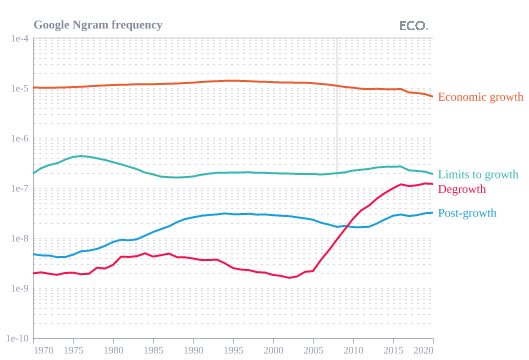 Google Ngram frequency
ECO.
1e-4
1e-5
Economic growth
1e-6
Limits to growth
1e-7
Degrowth
Post-growth
1e-8
1e-9
1e-10
1970 1975 1980 1985 1990 1995 2000 2005 2010 2015 2020